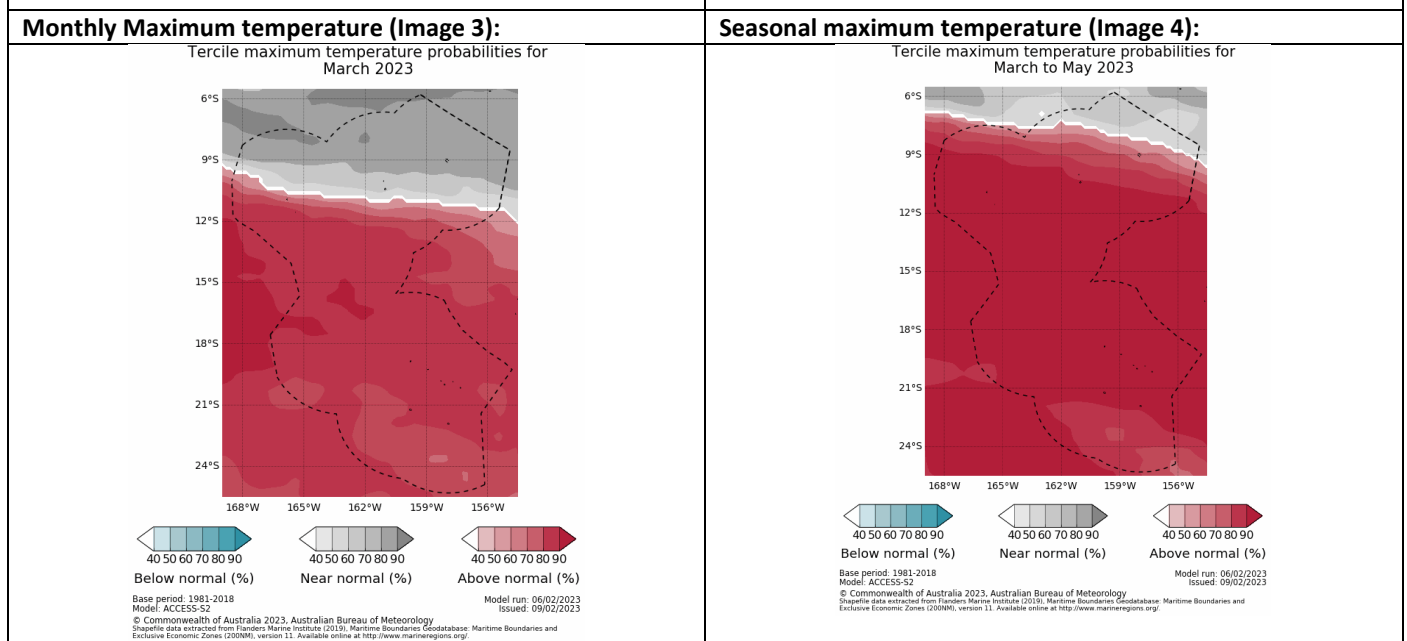 Monthly Maximum temperature (Image 3):
Tercile maximum temperature probabilities for
March 2023
6°S
9°S
12°S
15°S
18°S
21°S
24°S
168°W 165°W 162°W 159°W 156°W
40 50 60 70 80 90
Below normal (%)
40 50 60 70 80 90
Near normal (%)
40 50 60 70 80 90
Above normal (%)
Base period: 1981-2018
Model: ACCESS-S2
Model run: 06/02/2023
Issued: 09/02/2023
© Commonwealth of Australia 2023, Australian Bureau of Meteorology
Shapefile data extracted from Flanders Marine Institute (2019), Maritime Boundaries Geodatabase: Maritime Boundaries and
Exclusive Economic Zones (200NM), version 11. Available online at http://www.marineregions.org/.
Seasonal maximum temperature (Image 4):
Tercile maximum temperature probabilities for
March to May 2023
6°S
9°S
12°S
15°S
18°S
21°S
24°S
168°W 165°W 162°W 159°W 156°W
40 50 60 70 80 90
Below normal (%)
40 50 60 70 80 90
Near normal (%)
40 50 60 70 80 90
Above normal (%)
Base period: 1981-2018
Model: ACCESS-S2
Model run: 06/02/2023
Issued: 09/02/2023
© Commonwealth of Australia 2023, Australian Bureau of Meteorology
Shapefile data extracted from Flanders Marine Institute (2019), Maritime Boundaries Geodatabase: Maritime Boundaries and
Exclusive Economic Zones (200NM), version 11. Available online at http://www.marineregions.org/.